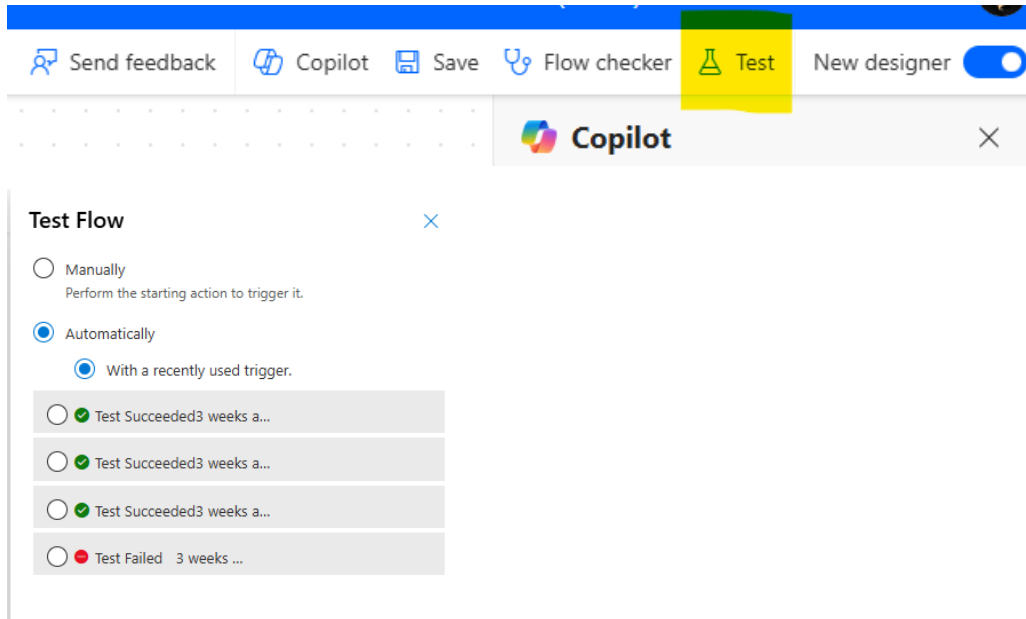 Send feedback Copilot Save Flow checker Test New designer
Copilot
Test Flow
Manually
Perform the starting action to trigger it.
Automatically
With a recently used trigger.
Test Succeeded3 weeks a...
Test Succeeded3 weeks a...
Test Succeeded3 weeks a...
Test Failed 3 weeks ...